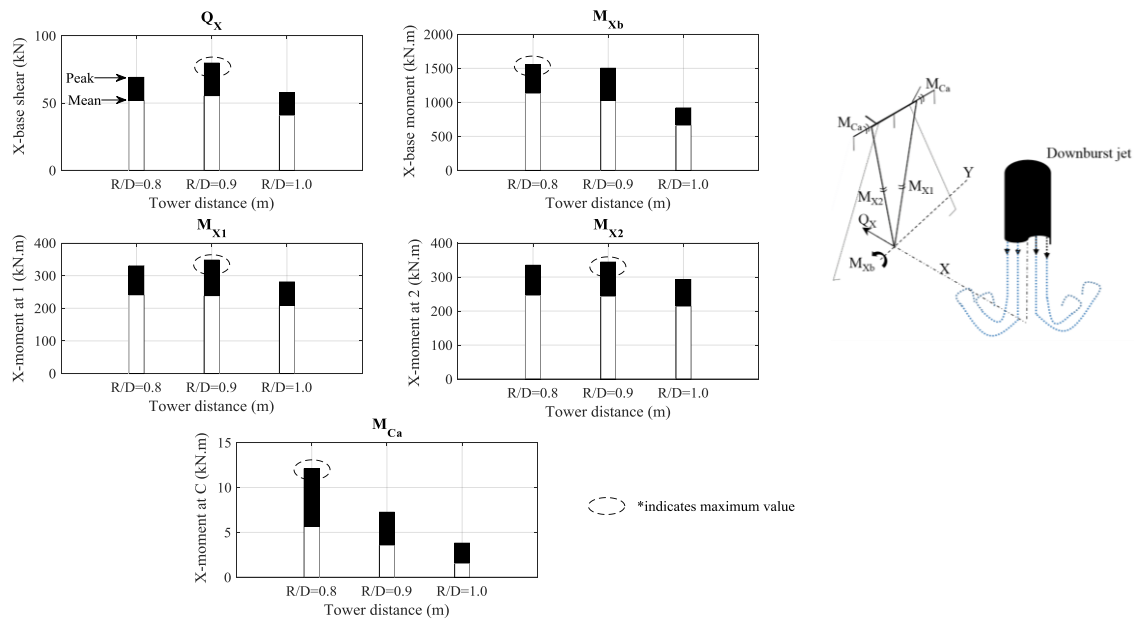 Q_X
X-base shear (kN)
100
50
0
Peak
Mean
R/D=0.8 R/D=0.9 R/D=1.0
Tower distance (m)
M_Xb
X-base moment (kN.m)
2000
1500
1000
500
0
R/D=0.8 R/D=0.9 R/D=1.0
Tower distance (m)
M_X1
X-moment at 1 (kN.m)
400
300
200
100
0
R/D=0.8 R/D=0.9 R/D=1.0
Tower distance (m)
M_X2
X-moment at 2 (kN.m)
400
300
200
100
0
R/D=0.8 R/D=0.9 R/D=1.0
Tower distance (m)
M_Ca
X-moment at C (kN.m)
15
10
5
0
R/D=0.8 R/D=0.9 R/D=1.0
Tower distance (m)
*indicates maximum value
M_Ca
M_Ca
Downburst jet
M_X2
M_X1
Y
Q_X
M_Xb
X